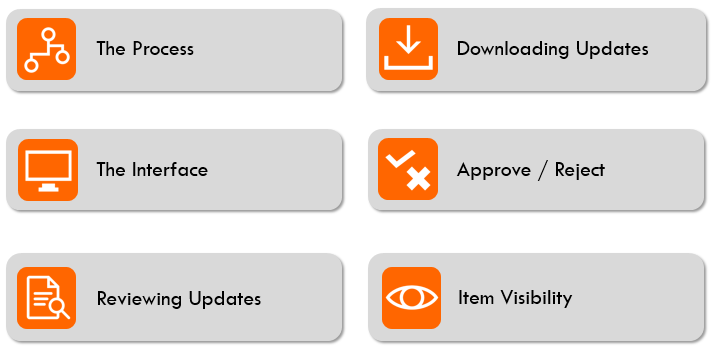 The Process
Downloading Updates
The Interface
Approve / Reject
Reviewing Updates
Item Visibility